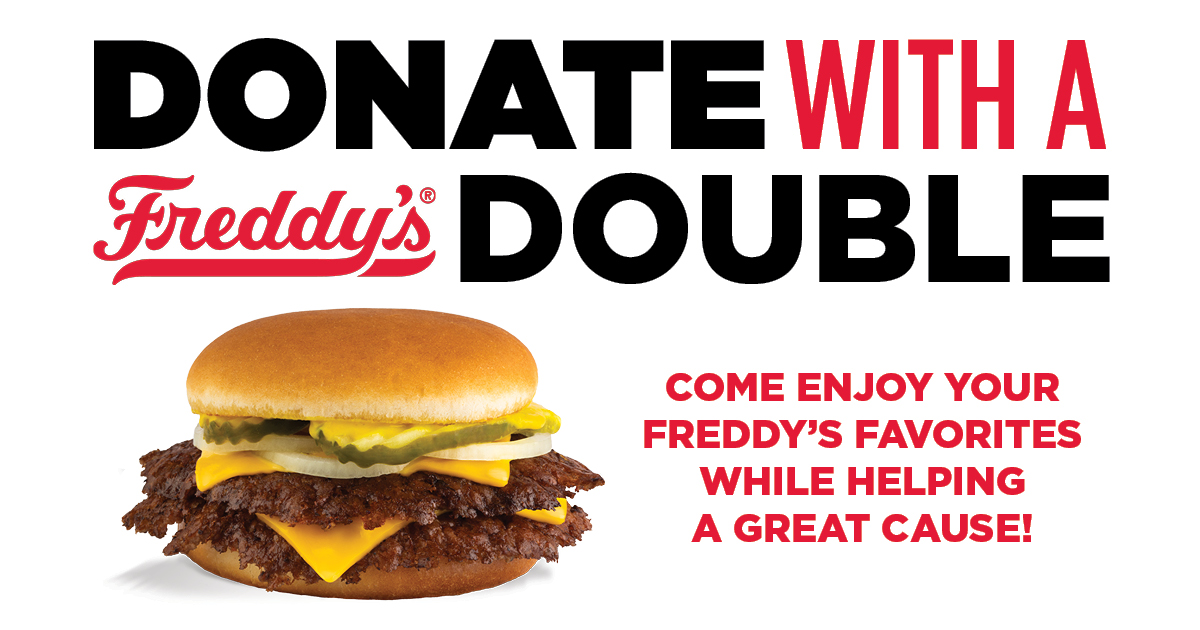 DONATE WITH A
Freddy's® DOUBLE
COME ENJOY YOUR
FREDDY’S FAVORITES
WHILE HELPING
A GREAT CAUSE!